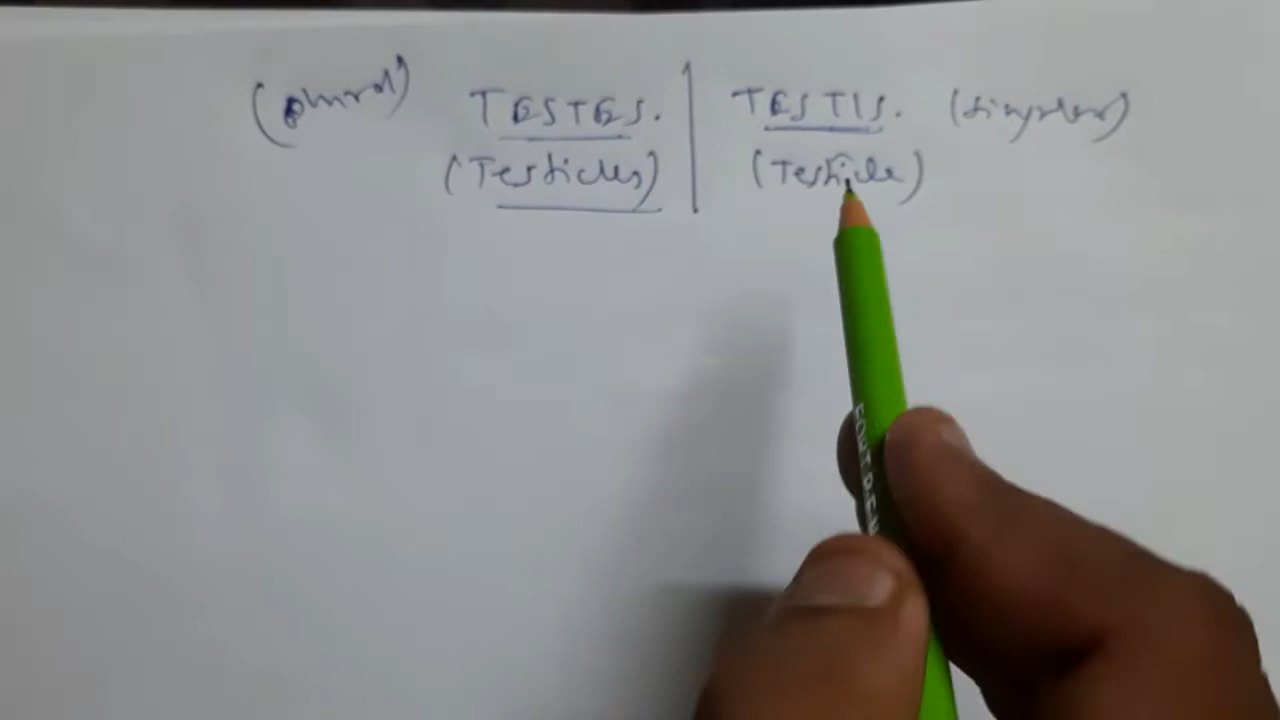 (plural) TESTES. | TESTIS. (singular)
(Testicles) | (Testicle)